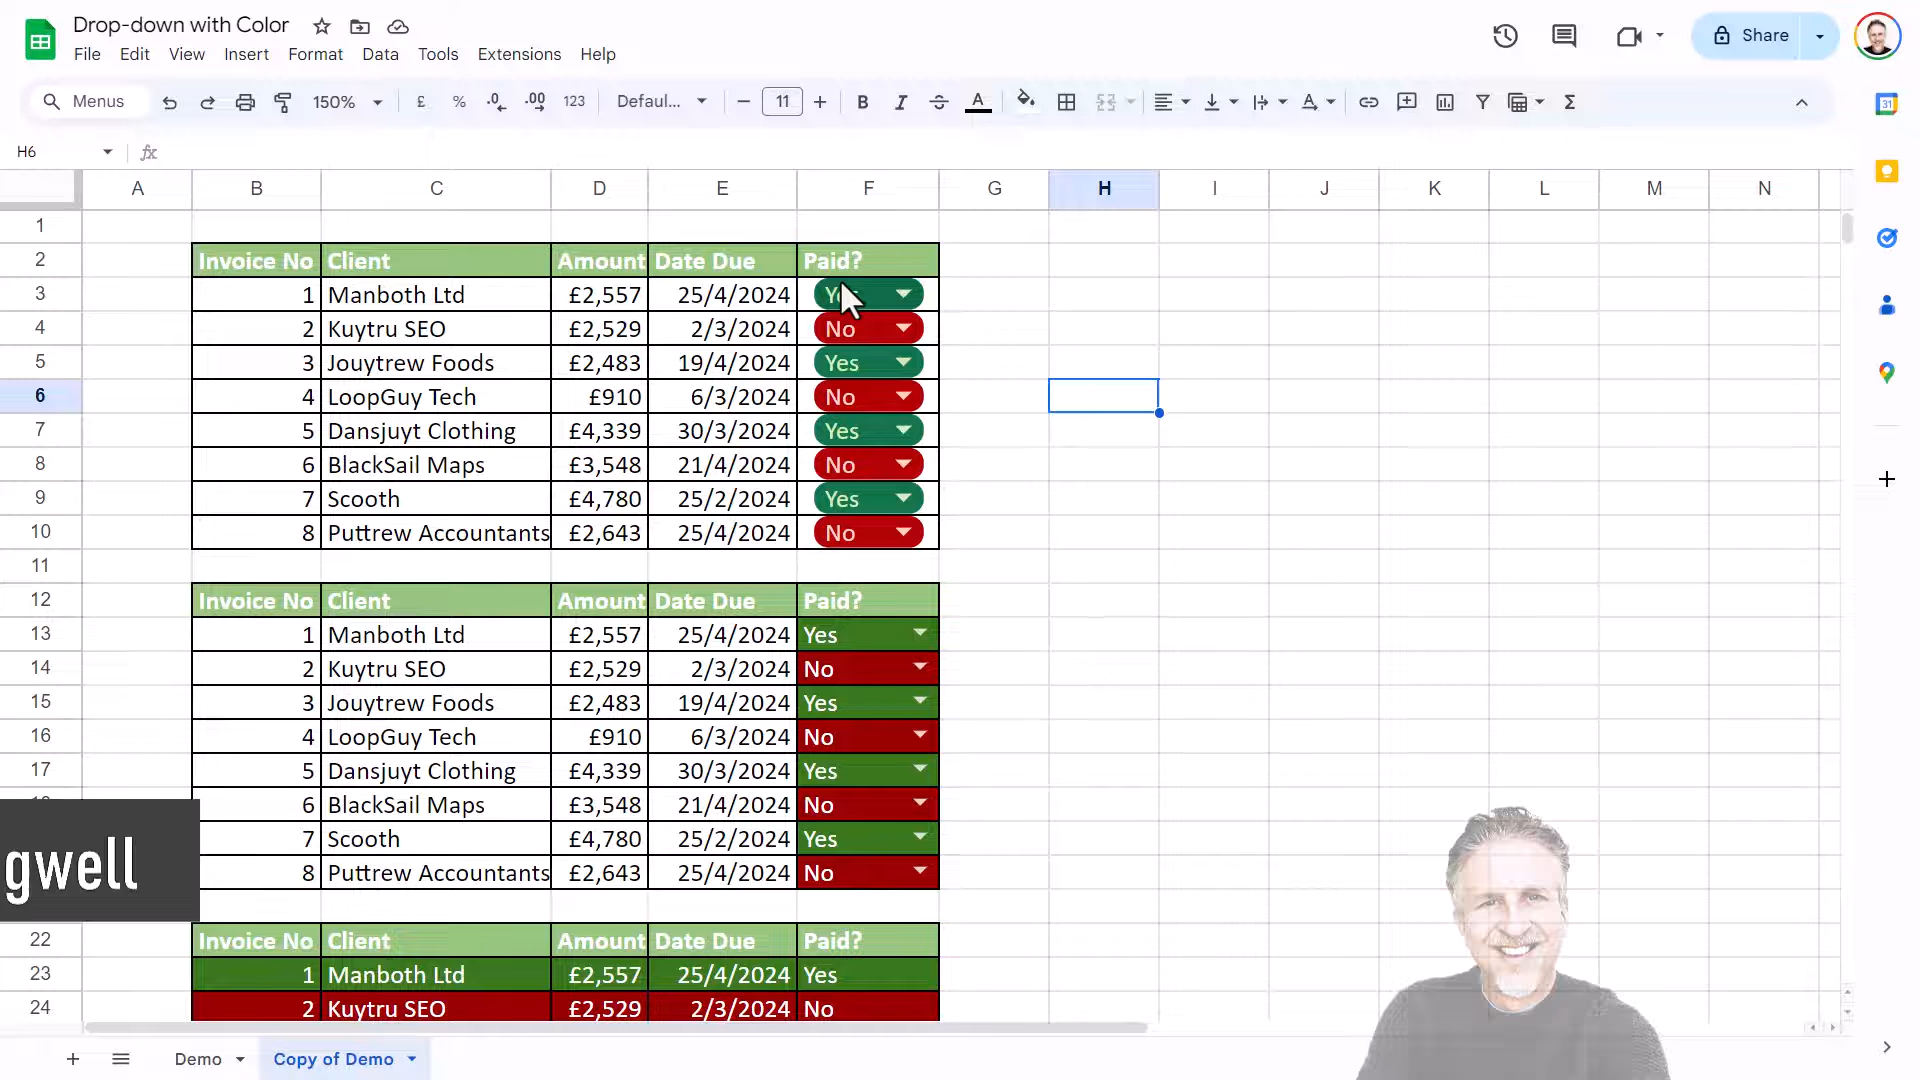 Drop-down with Color
File Edit View Insert Format Data Tools Extensions Help
Share
Menus 150% £ % .0 .00 123 Defaul... 11 B I A
31
H6 fx
A B C D E F G H I J K L M N
1
2 Invoice No Client Amount Date Due Paid?
3 1 Manboth Ltd £2,557 25/4/2024 Yes
4 2 Kuytru SEO £2,529 2/3/2024 No
5 3 Jouytrew Foods £2,483 19/4/2024 Yes
6 4 LoopGuy Tech £910 6/3/2024 No
7 5 Dansjuyt Clothing £4,339 30/3/2024 Yes
8 6 BlackSail Maps £3,548 21/4/2024 No
9 7 Scooth £4,780 25/2/2024 Yes
10 8 Puttrew Accountants £2,643 25/4/2024 No
11
12 Invoice No Client Amount Date Due Paid?
13 1 Manboth Ltd £2,557 25/4/2024 Yes
14 2 Kuytru SEO £2,529 2/3/2024 No
15 3 Jouytrew Foods £2,483 19/4/2024 Yes
16 4 LoopGuy Tech £910 6/3/2024 No
17 5 Dansjuyt Clothing £4,339 30/3/2024 Yes
6 BlackSail Maps £3,548 21/4/2024 No
7 Scooth £4,780 25/2/2024 Yes
gwell
8 Puttrew Accountants £2,643 25/4/2024 No
22 Invoice No Client Amount Date Due Paid?
23 1 Manboth Ltd £2,557 25/4/2024 Yes
24 2 Kuytru SEO £2,529 2/3/2024 No
Demo Copy of Demo